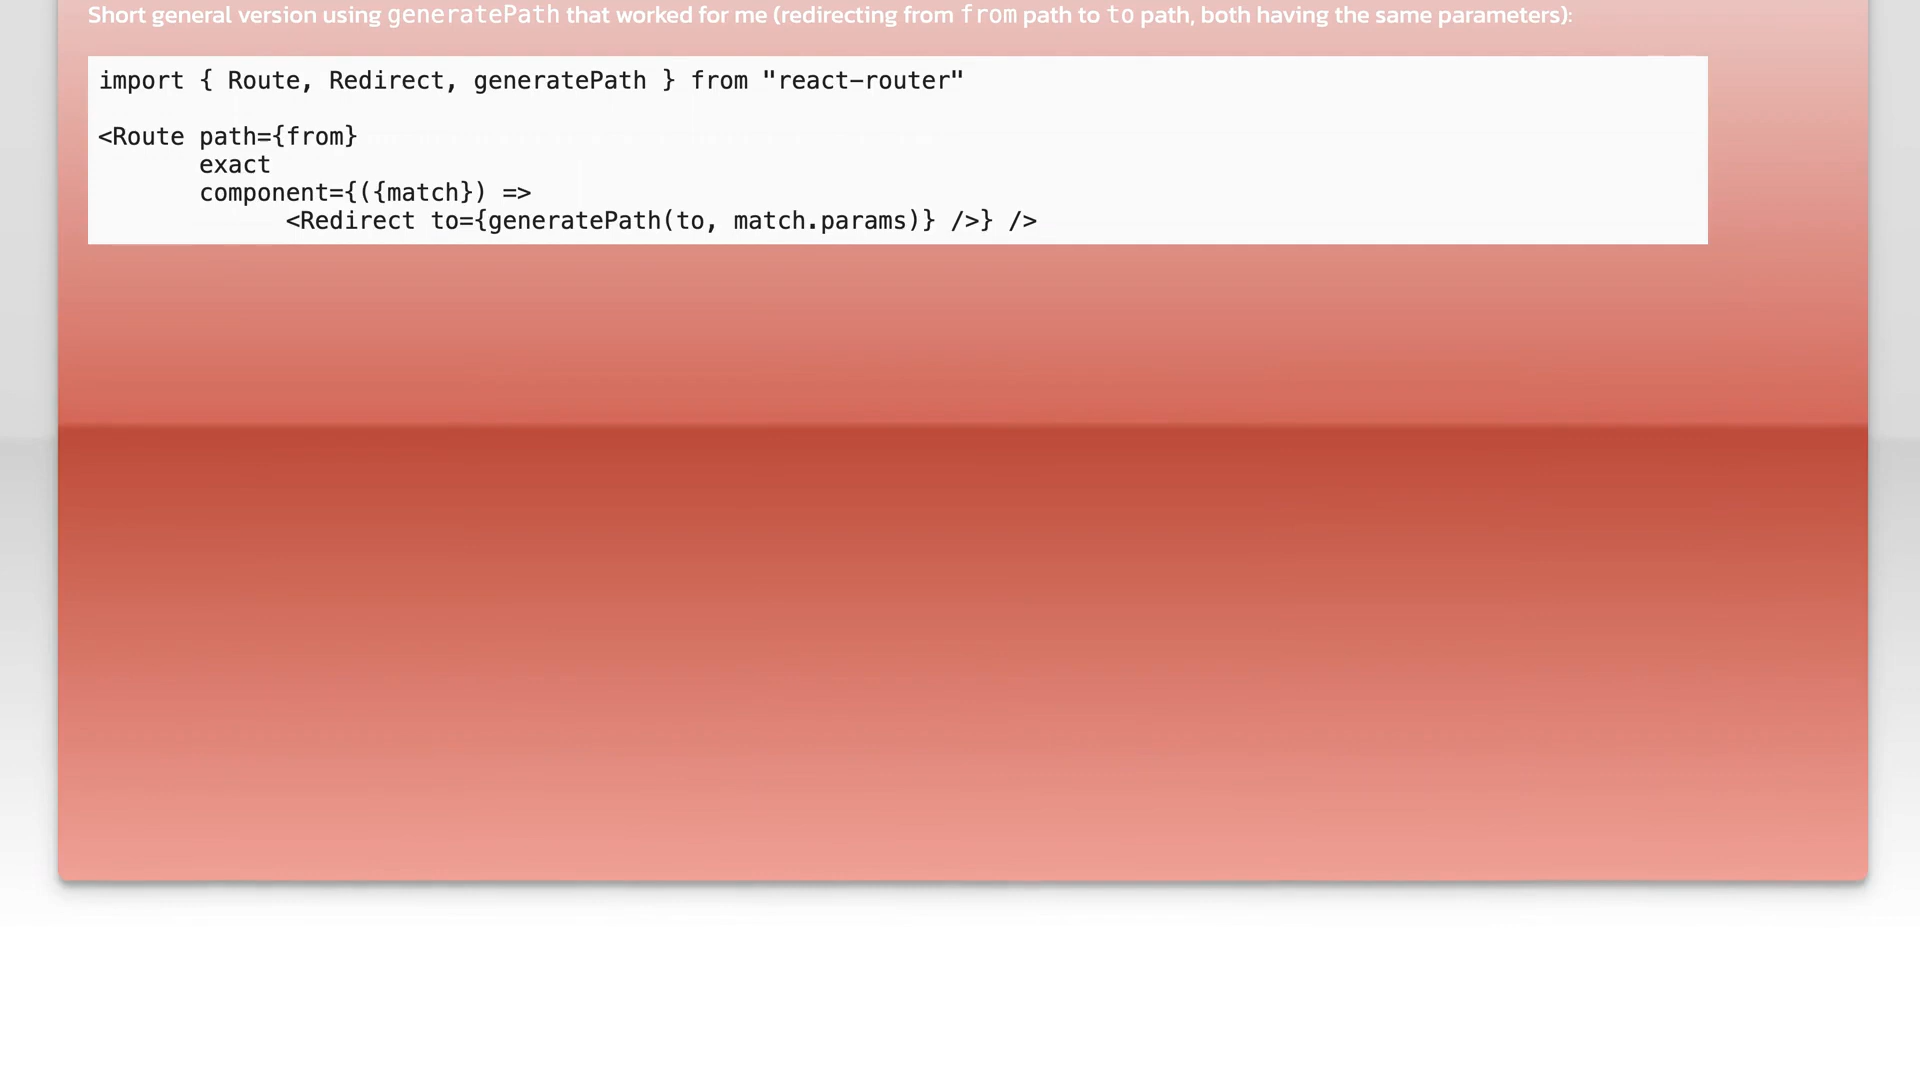 Short general version using generatePath that worked for me (redirecting from from path to to path, both having the same parameters):
import { Route, Redirect, generatePath } from "react-router"
<Route path={from}
exact
component={({match}) =>
<Redirect to={generatePath(to, match.params)} />} />